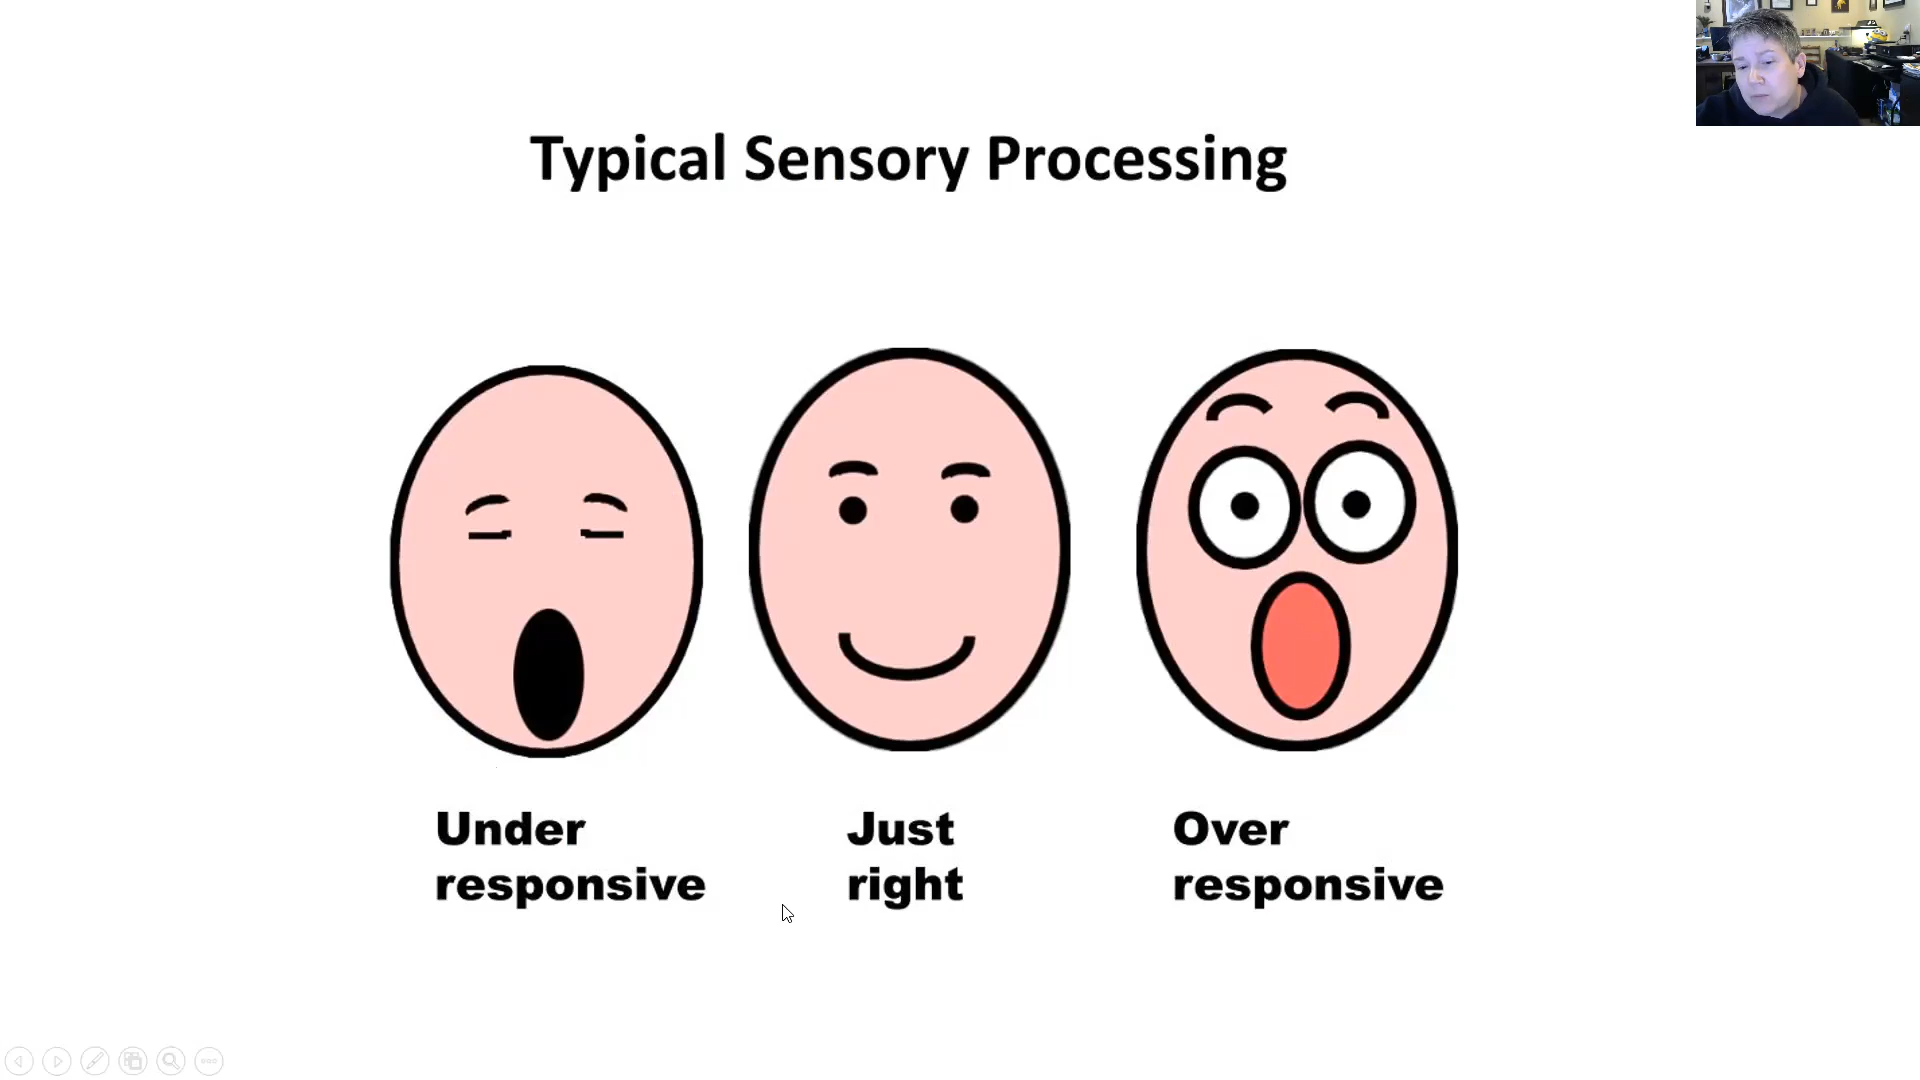 Typical Sensory Processing
Under
responsive
Just
right
Over
responsive